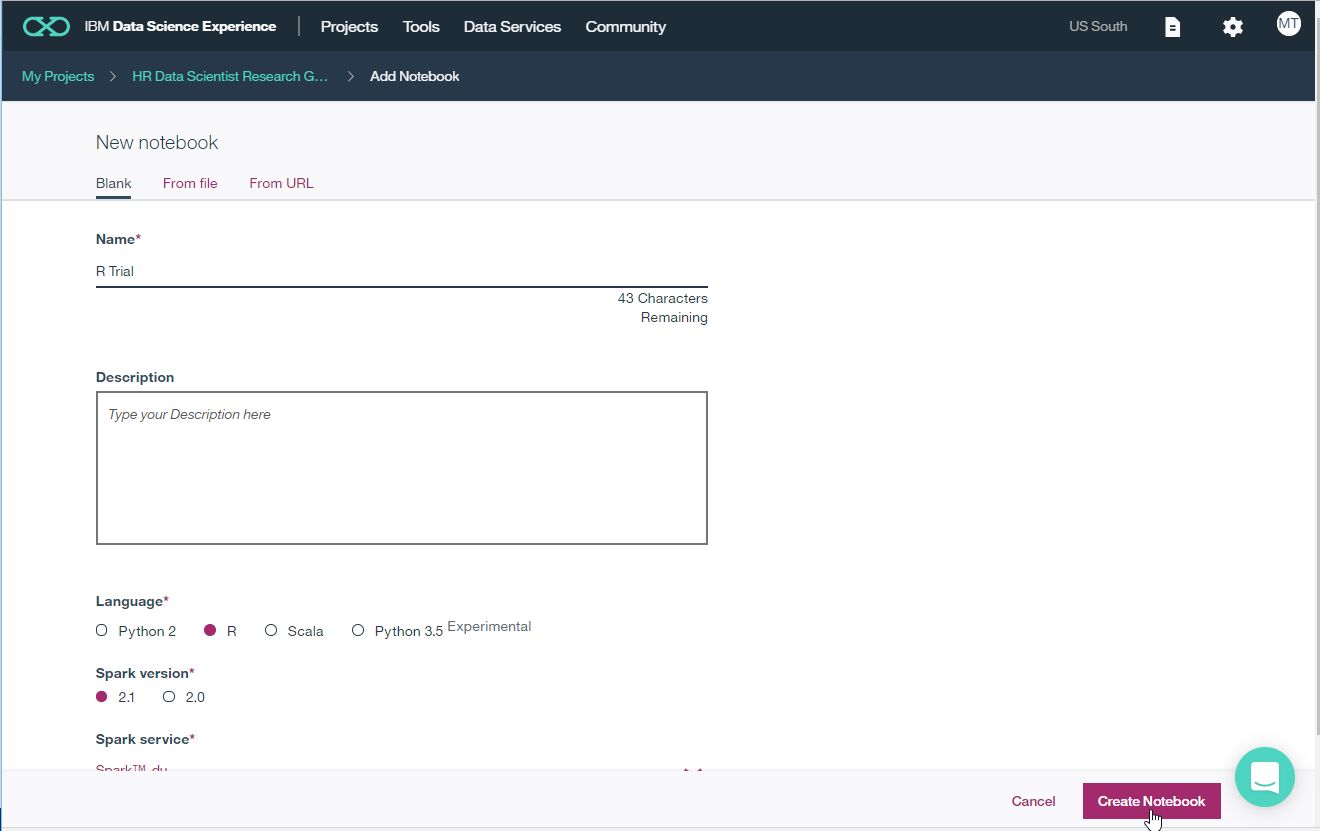 IBM Data Science Experience | Projects Tools Data Services Community US South MT
My Projects > HR Data Scientist Research G... > Add Notebook
New notebook
Blank From file From URL
Name*
R Trial
43 Characters
Remaining
Description
Type your Description here
Language*
Python 2 R Scala Python 3.5 Experimental
Spark version*
2.1 2.0
Spark service*
Spark™-du
Cancel Create Notebook